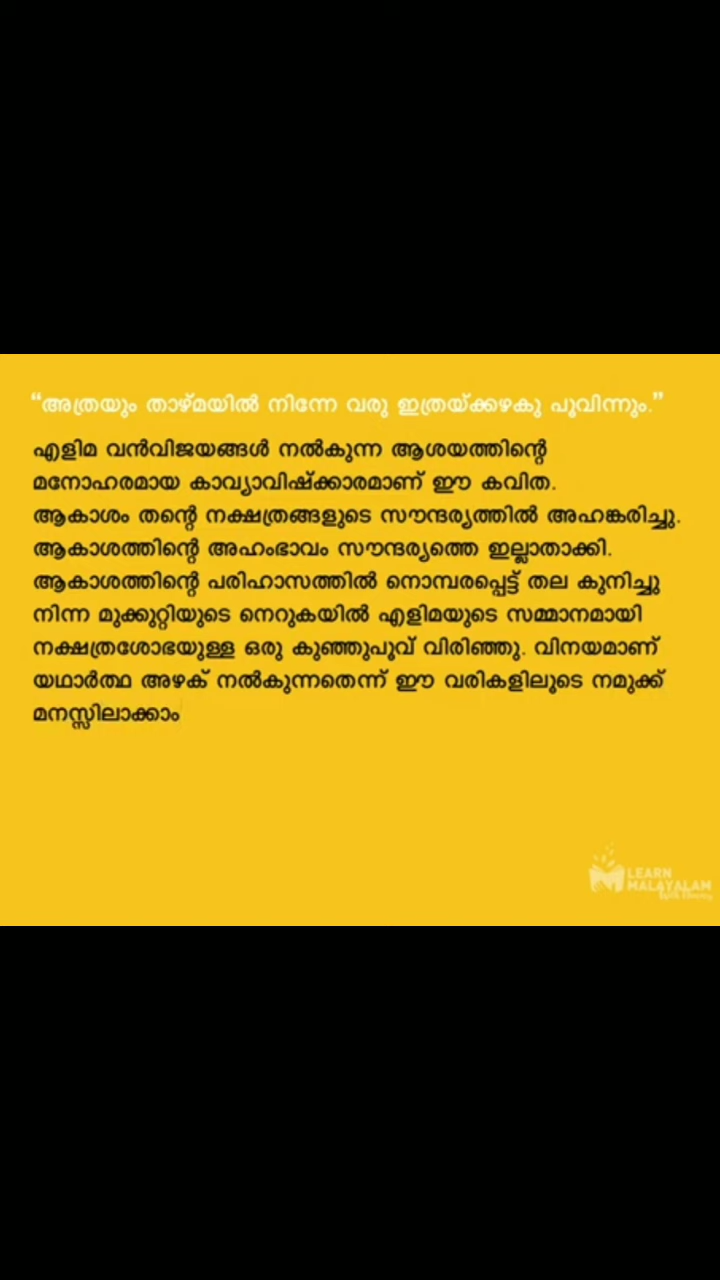 “അത്രയും താഴ്മയിൽ നിന്നേ വരൂ ഇത്രയ്ക്കഴകു പൂവിന്നും.”
എളിമ വൻവിജയങ്ങൾ നൽകുന്ന ആശയത്തിന്റെ
മനോഹരമായ കാവ്യാവിഷ്ക്കാരമാണ് ഈ കവിത.
ആകാശം തന്റെ നക്ഷത്രങ്ങളുടെ സൗന്ദര്യത്തിൽ അഹങ്കരിച്ചു.
ആകാശത്തിന്റെ അഹംഭാവം സൗന്ദര്യത്തെ ഇല്ലാതാക്കി.
ആകാശത്തിന്റെ പരിഹാസത്തിൽ നൊമ്പരപ്പെട്ട് തല കുനിച്ചു
നിന്ന മുക്കുറ്റിയുടെ നെറുകയിൽ എളിമയുടെ സമ്മാനമായി
നക്ഷത്രശോഭയുള്ള ഒരു കുഞ്ഞുപൂവ് വിരിഞ്ഞു. വിനയമാണ്
യഥാർത്ഥ അഴക് നൽകുന്നതെന്ന് ഈ വരികളിലൂടെ നമുക്ക്
മനസ്സിലാക്കാം
LEARN
MALAYALAM